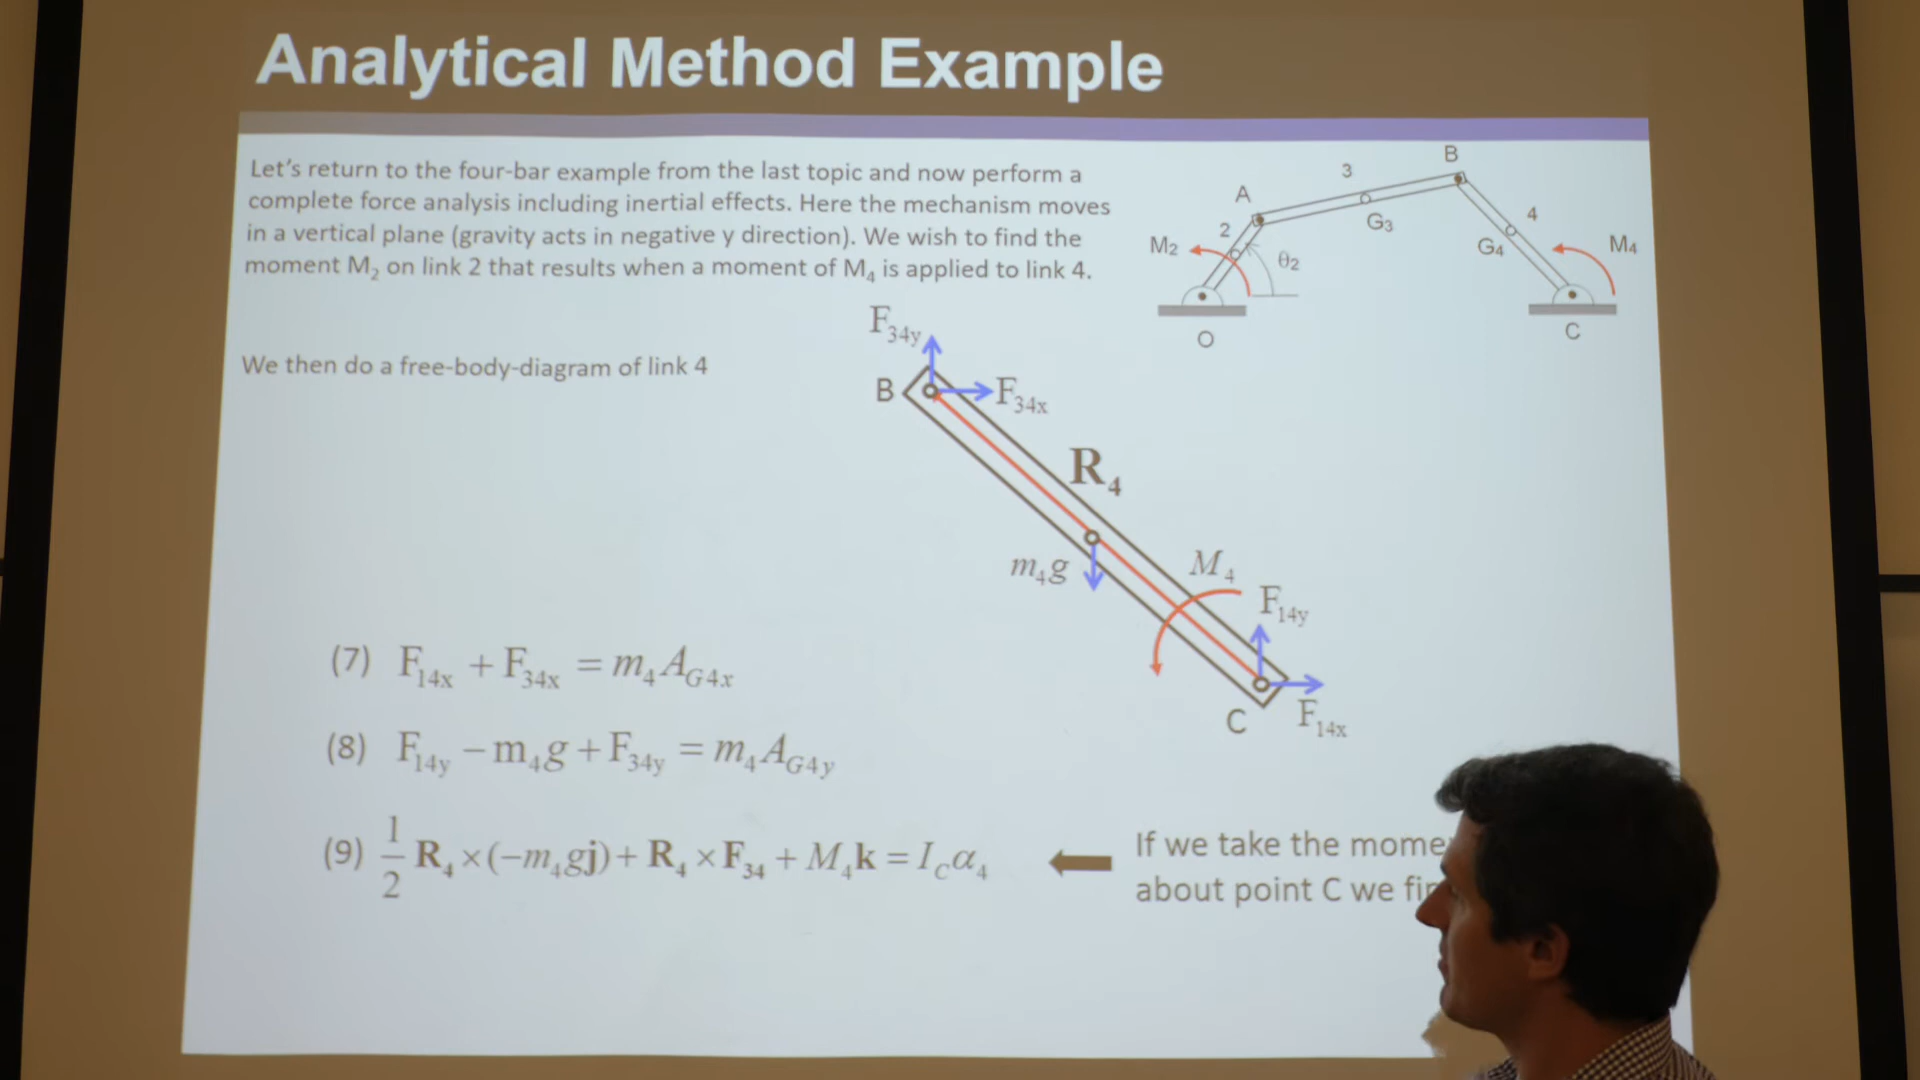 Analytical Method Example
Let's return to the four-bar example from the last topic and now perform a
complete force analysis including inertial effects. Here the mechanism moves
in a vertical plane (gravity acts in negative y direction). We wish to find the
moment M₂ on link 2 that results when a moment of M₄ is applied to link 4.
B
3
A
4
2
G3
M2
G4
M4
θ2
O
C
We then do a free-body-diagram of link 4
F₃₄y
B
F₃₄x
R₄
m₄g
M₄
F₁₄y
C
F₁₄x
(7) F₁₄x + F₃₄x = m₄A_G4x
(8) F₁₄y − m₄g + F₃₄y = m₄A_G4y
(9) 1/2 R₄ × (−m₄gj) + R₄ × F₃₄ + M₄k = I_Cα₄
If we take the
about point C we